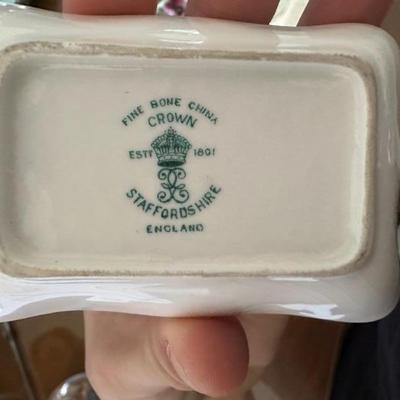 FINE BONE CHINA
CROWN
ESTD 1801
STAFFORDSHIRE
ENGLAND